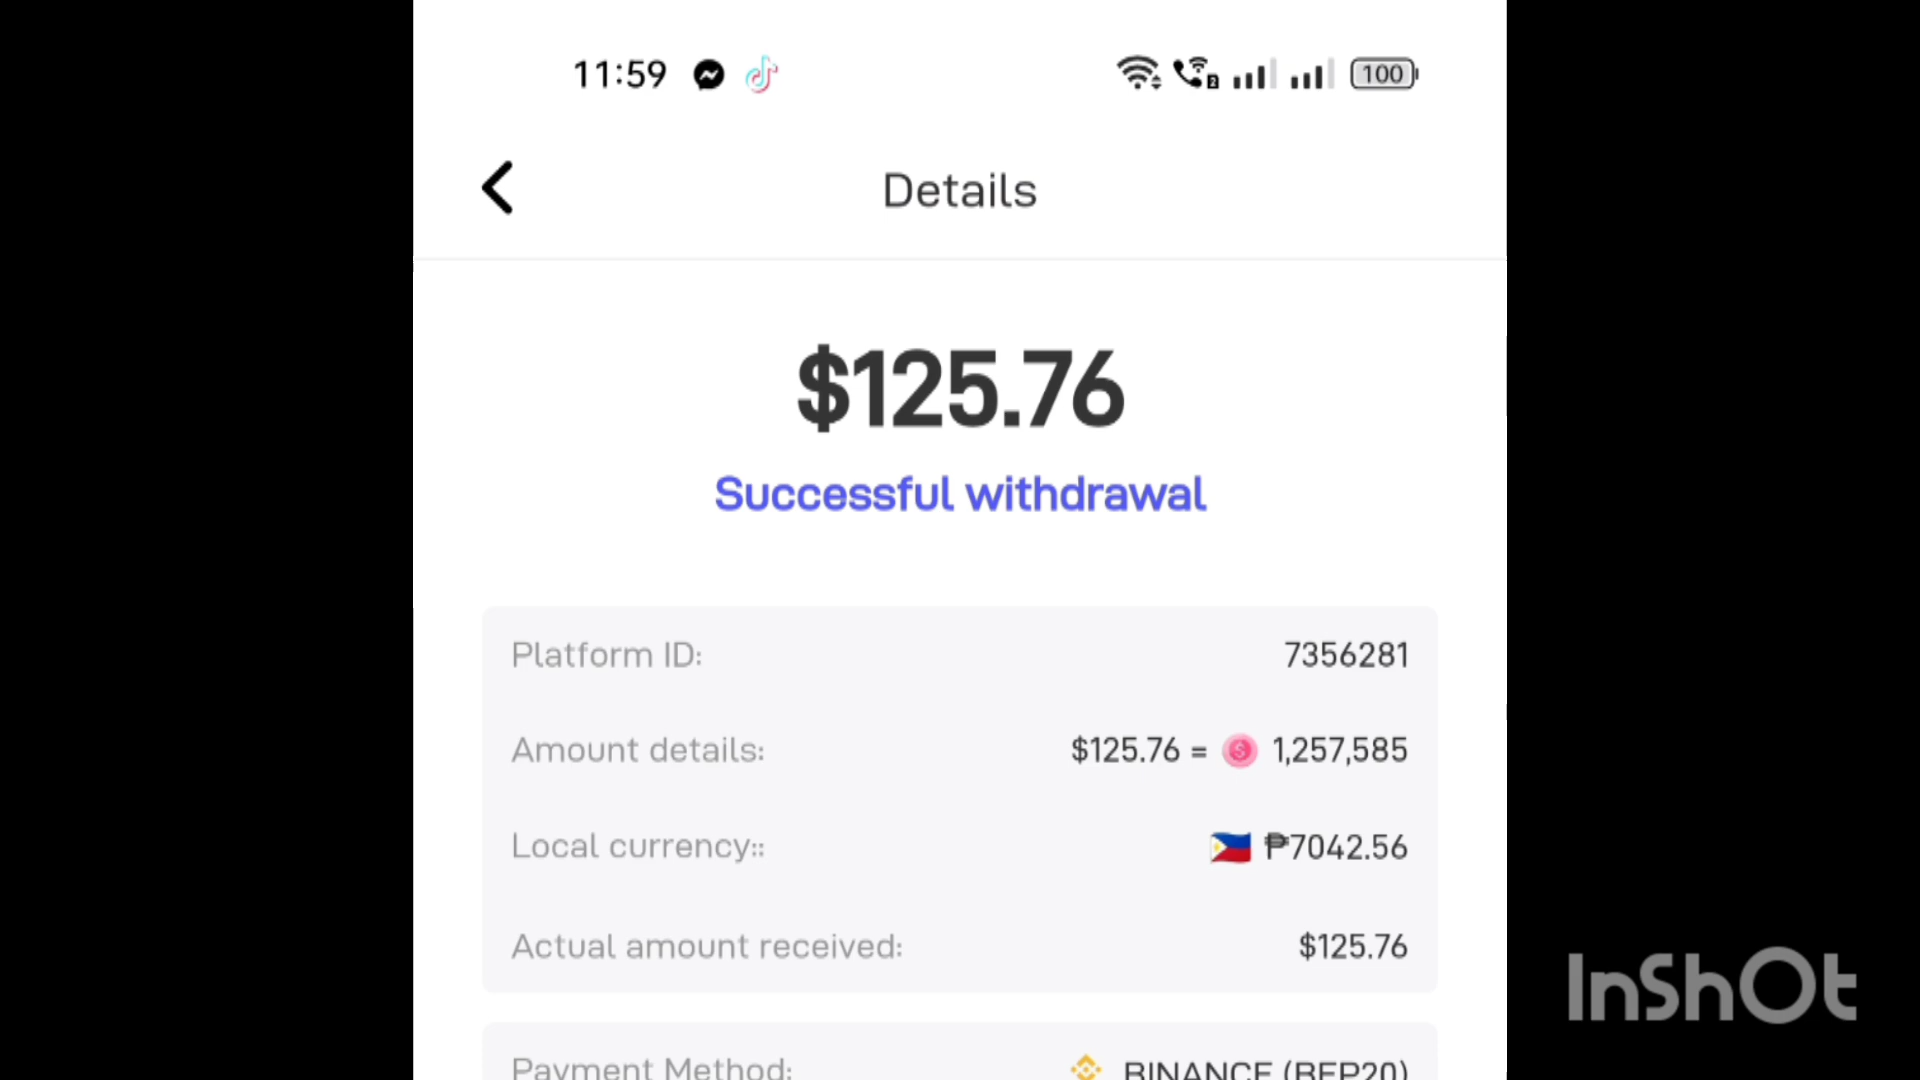 11:59 2 100
Details
$125.76
Successful withdrawal
Platform ID: 7356281
Amount details: $125.76 = 1,257,585
Local currency:: ₱7042.56
Actual amount received: $125.76
Payment Method: BINANCE (BEP20)
InShOt